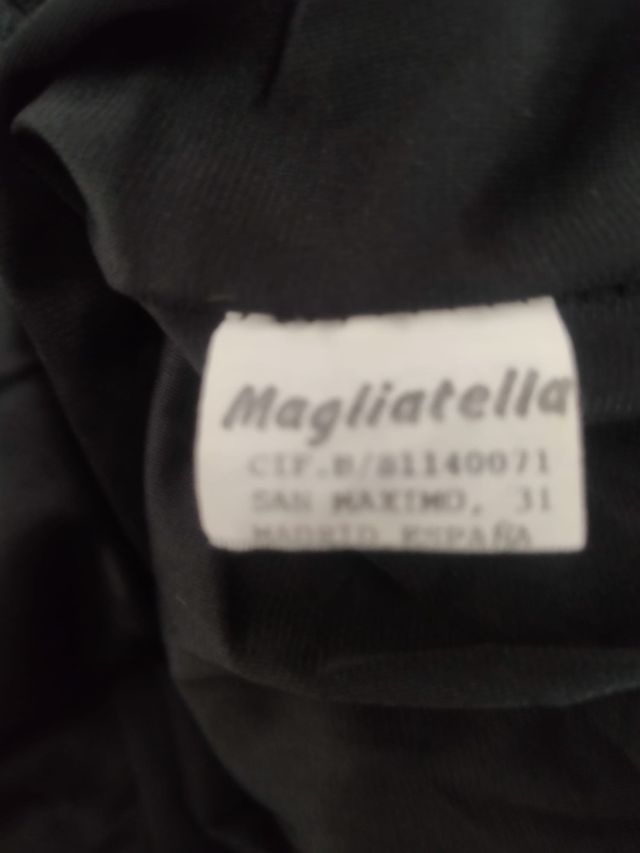 Magliatella
CIF.B/81140071
SAN MAXIMO, 31
MADRID ESPAÑA